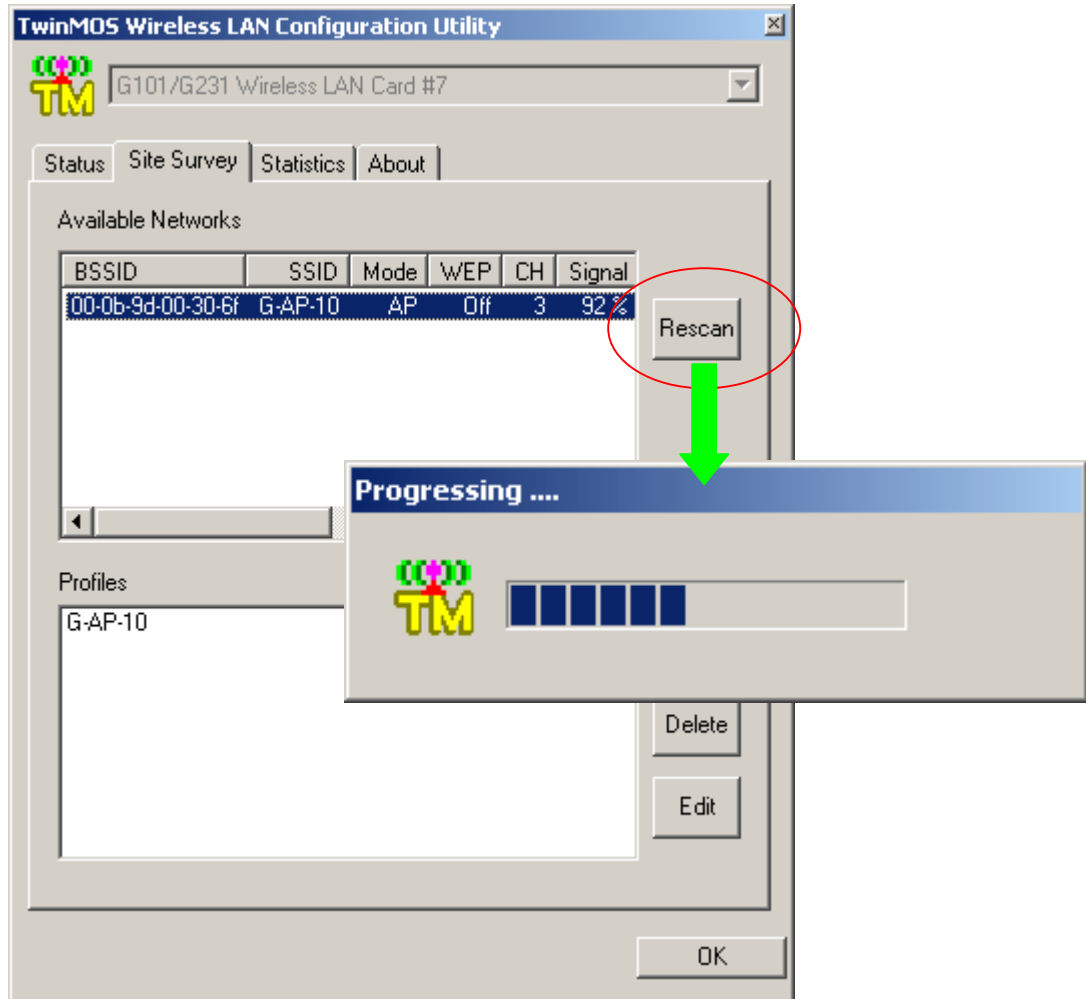 TwinMOS Wireless LAN Configuration Utility
TM
G101/G231 Wireless LAN Card #7
Status Site Survey Statistics About
Available Networks
BSSID SSID Mode WEP CH Signal
00-0b-9d-00-30-6f G-AP-10 AP Off 3 92 %
Rescan
Progressing ....
TM
Profiles
G-AP-10
Delete
Edit
OK